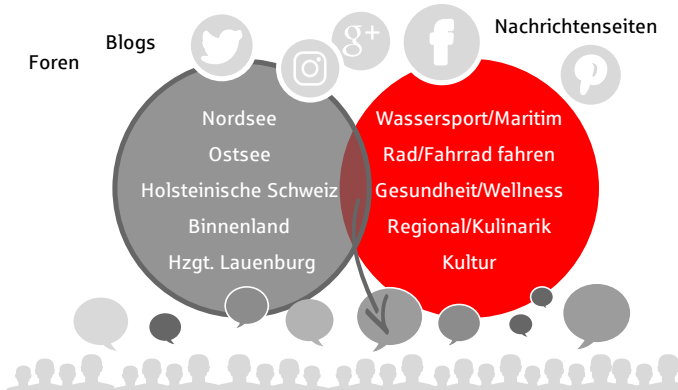 Foren
Blogs
g+
f
Nachrichtenseiten
Nordsee
Ostsee
Holsteinische Schweiz
Binnenland
Hzgt. Lauenburg
Wassersport/Maritim
Rad/Fahrrad fahren
Gesundheit/Wellness
Regional/Kulinarik
Kultur